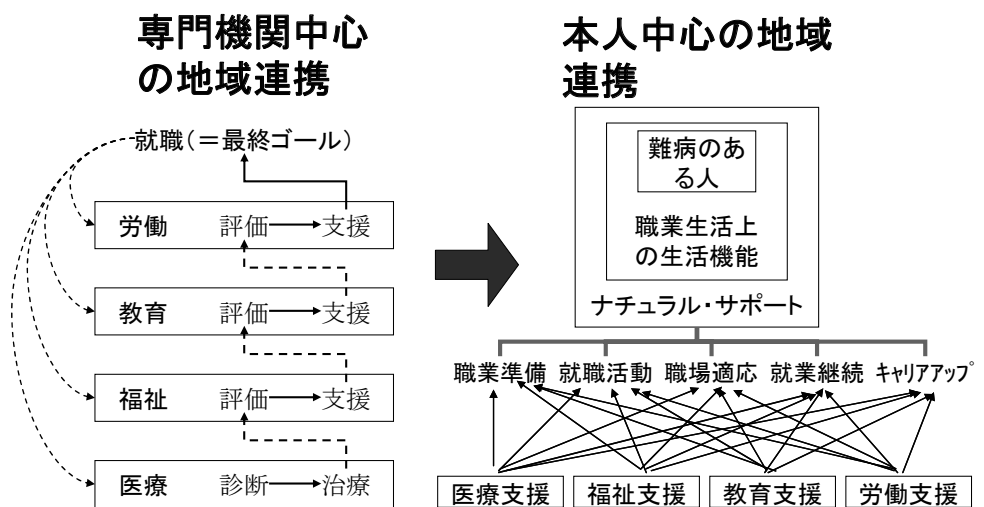 専門機関中心
の地域連携
就職(＝最終ゴール)
労働 評価 支援
教育 評価 支援
福祉 評価 支援
医療 診断 治療
本人中心の地域
連携
難病のあ
る人
職業生活上
の生活機能
ナチュラル・サポート
職業準備 就職活動 職場適応 就業継続 ｷｬﾘｱｱｯﾌﾟ
医療支援 福祉支援 教育支援 労働支援